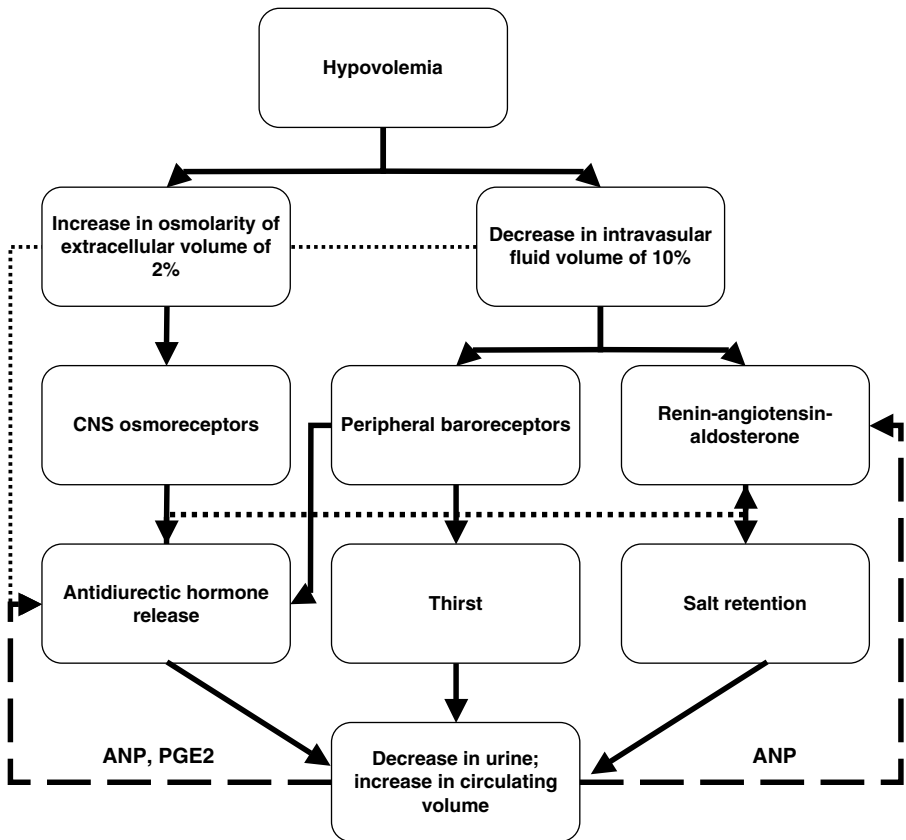 Hypovolemia
Increase in osmolarity of
extracellular volume of
2%
Decrease in intravasular
fluid volume of 10%
CNS osmoreceptors
Peripheral baroreceptors
Renin-angiotensin-
aldosterone
Antidiurectic hormone
release
Thirst
Salt retention
ANP, PGE2
Decrease in urine;
increase in circulating
volume
ANP